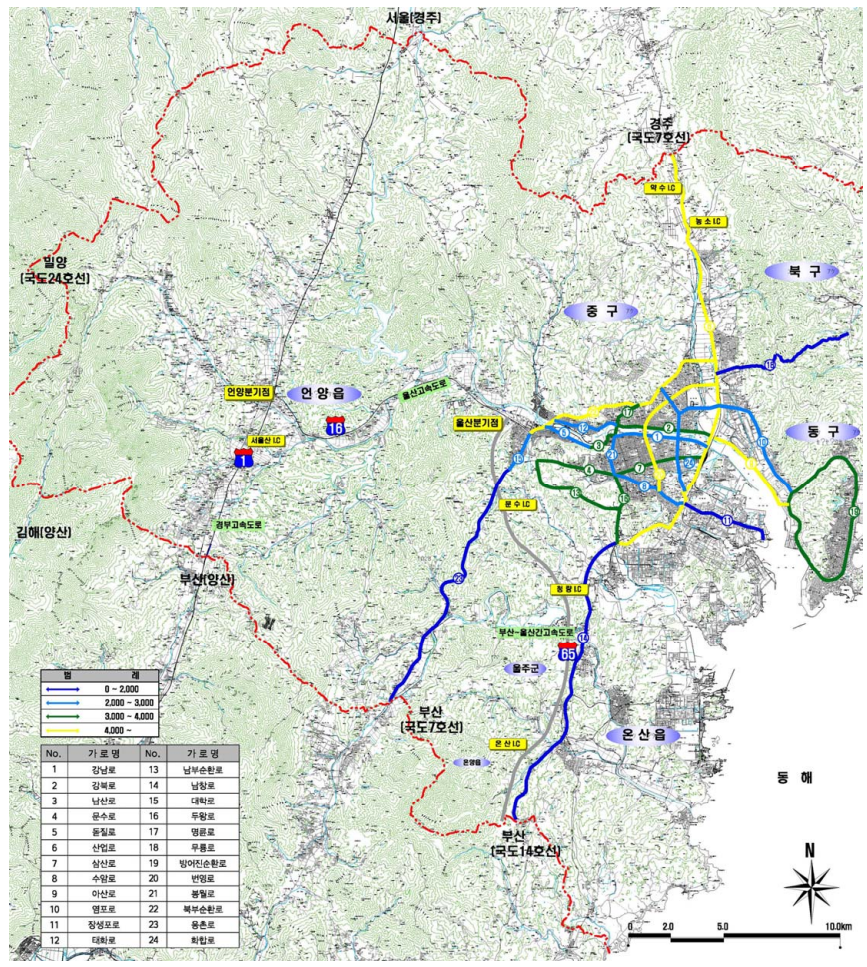 서울(경주)
경주
(국도7호선)
약수 I.C
농소 I.C
밀양
(국도24호선)
북 구
중 구
언양분기점
언 양 읍
울산고속도로
울산분기점
16
서울산 I.C
1
동 구
문 수 I.C
경부고속도로
김해(양산)
부산(양산)
청 량 I.C
부산-울산간고속도로
65
울주군
부산
(국도7호선)
온 산 읍
온 산 I.C
온양읍
동 해
부산
(국도14호선)
범 례
0 ~ 2,000
2,000 ~ 3,000
3,000 ~ 4,000
4,000 ~
No. 가 로 명 No. 가 로 명
1 강남로 13 남부순환로
2 강북로 14 남창로
3 난산로 15 대학로
4 문수로 16 두왕로
5 돋질로 17 명륜로
6 산업로 18 무룡로
7 삼산로 19 방어진순환로
8 수암로 20 번영로
9 아산로 21 봉월로
10 염포로 22 북부순환로
11 장생포로 23 웅촌로
12 태화로 24 화합로
N
0 2.0 5.0 10.0km